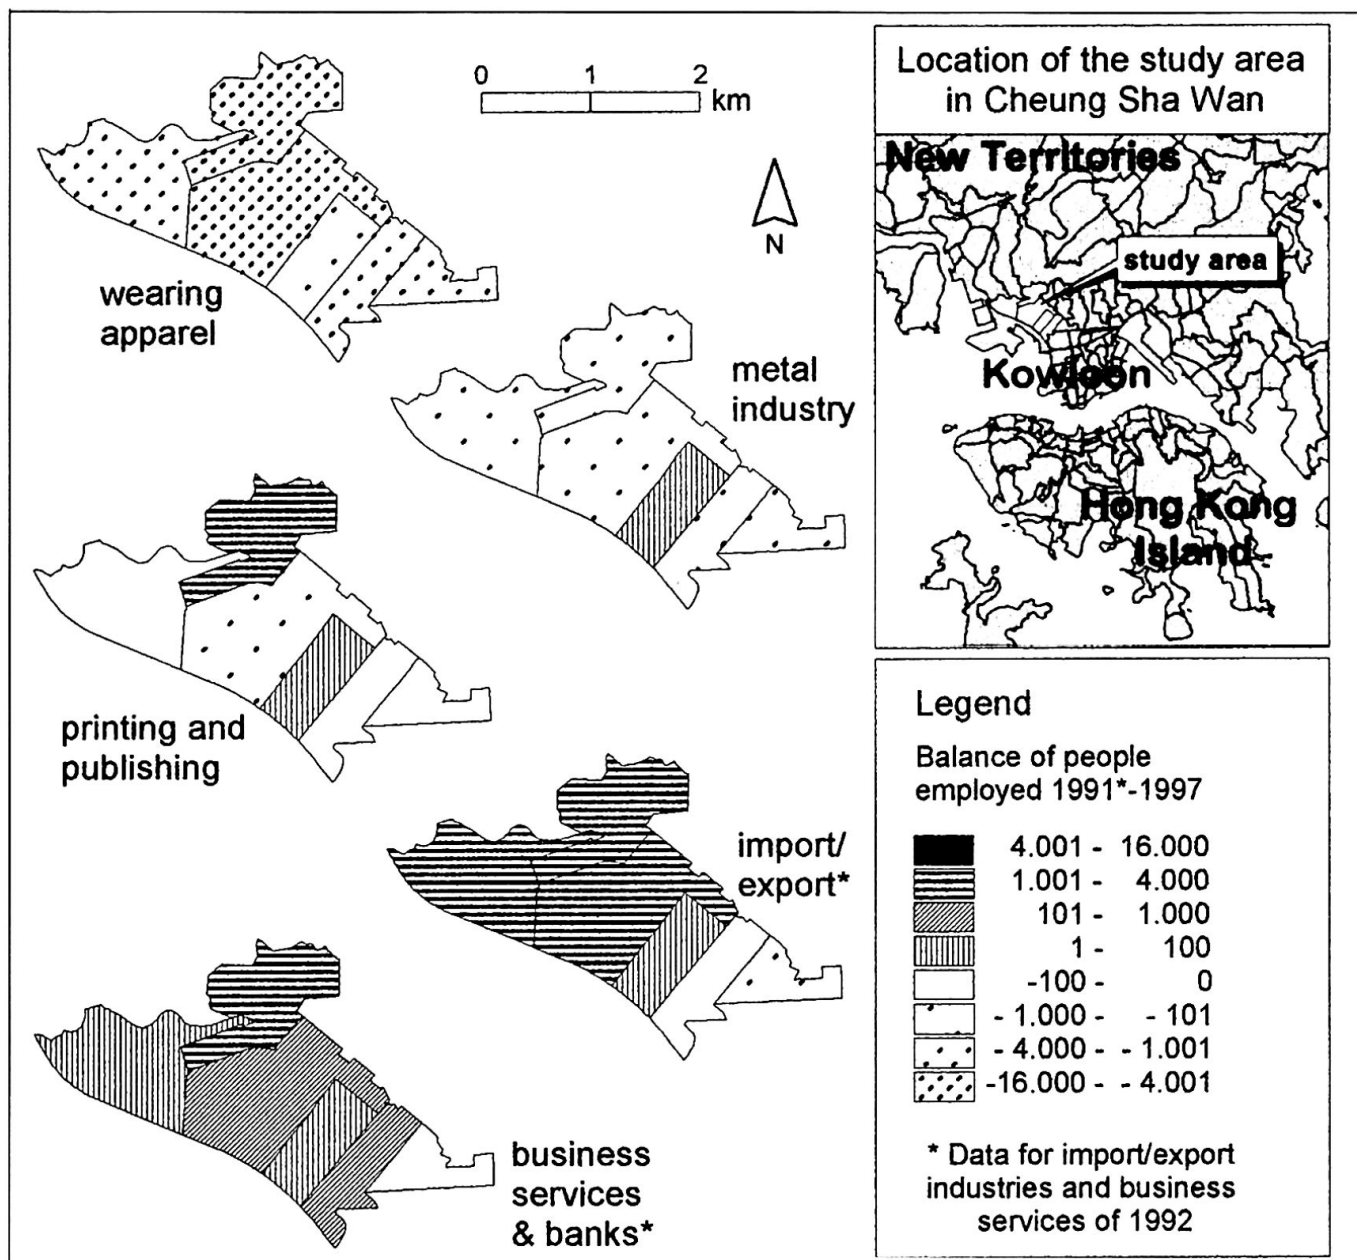 0 1 2
km
N
wearing
apparel
metal
industry
printing and
publishing
import/
export*
business
services
& banks*
Location of the study area
in Cheung Sha Wan
New Territories
study area
Kowloon
Hong Kong
Island
Legend
Balance of people
employed 1991*-1997
4.001 - 16.000
1.001 - 4.000
101 - 1.000
1 - 100
-100 - 0
- 1.000 - - 101
- 4.000 - - 1.001
-16.000 - - 4.001
* Data for import/export
industries and business
services of 1992